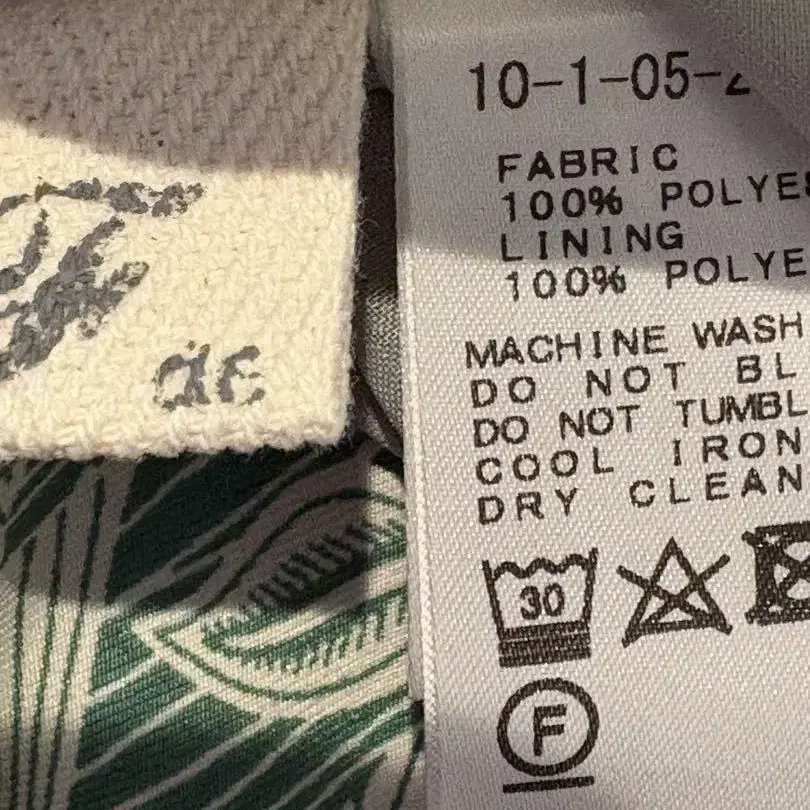 10-1-05-
FABRIC
100% POLYES
LINING
100% POLYE
MACHINE WASH
DO NOT BL
DO NOT TUMBL
COOL IRON
DRY CLEAN
30
F